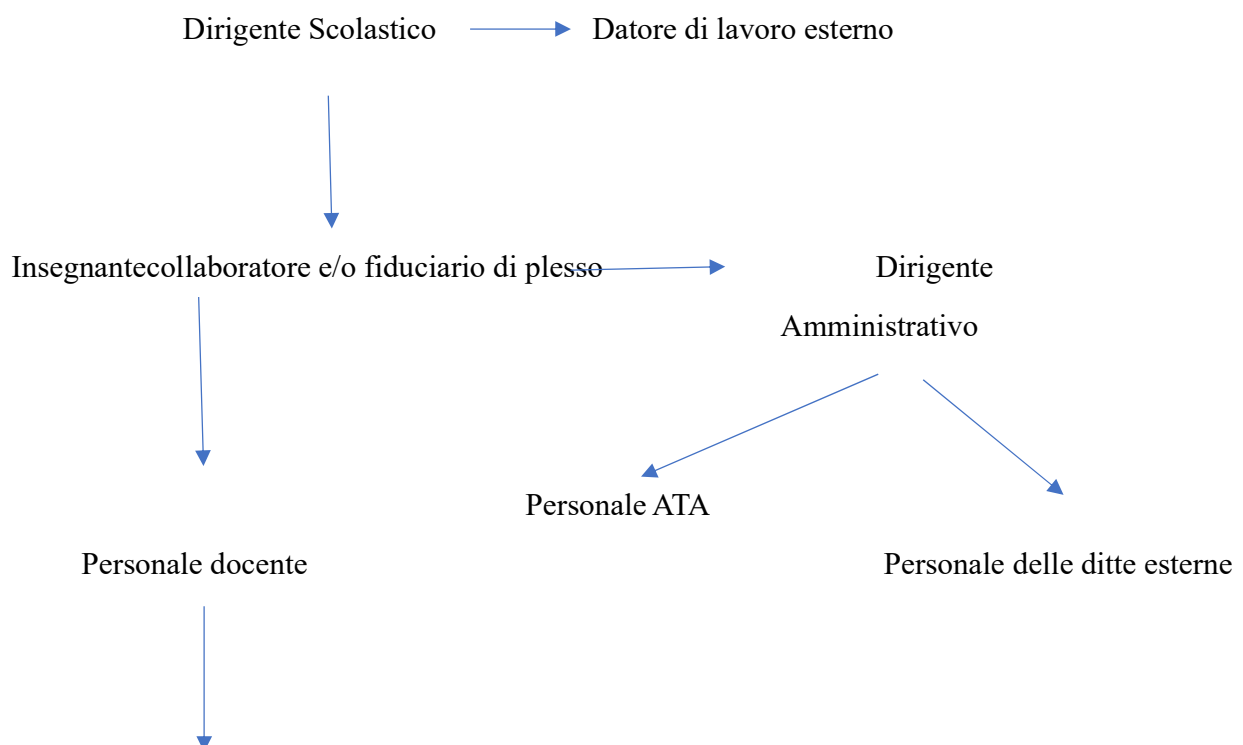 Dirigente Scolastico Datore di lavoro esterno
Insegnantecollaboratore e/o fiduciario di plesso Dirigente
Amministrativo
Personale ATA
Personale docente Personale delle ditte esterne